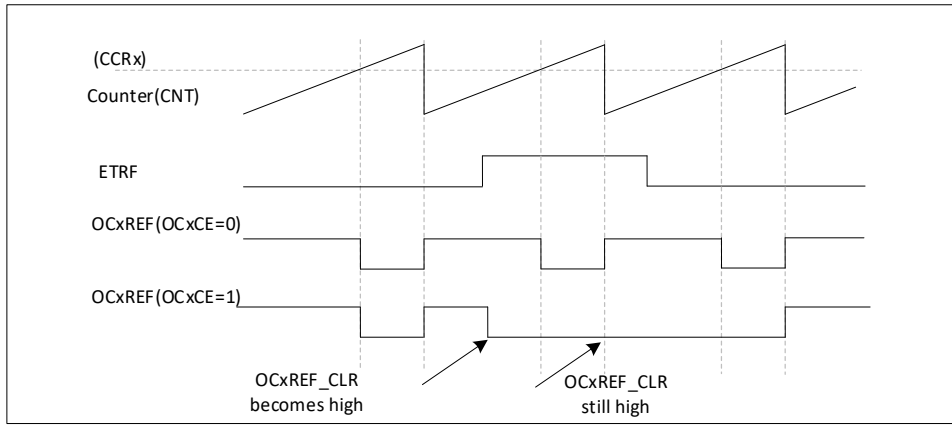 (CCRx)
Counter(CNT)
ETRF
OCxREF(OCxCE=0)
OCxREF(OCxCE=1)
OCxREF_CLR
becomes high
OCxREF_CLR
still high